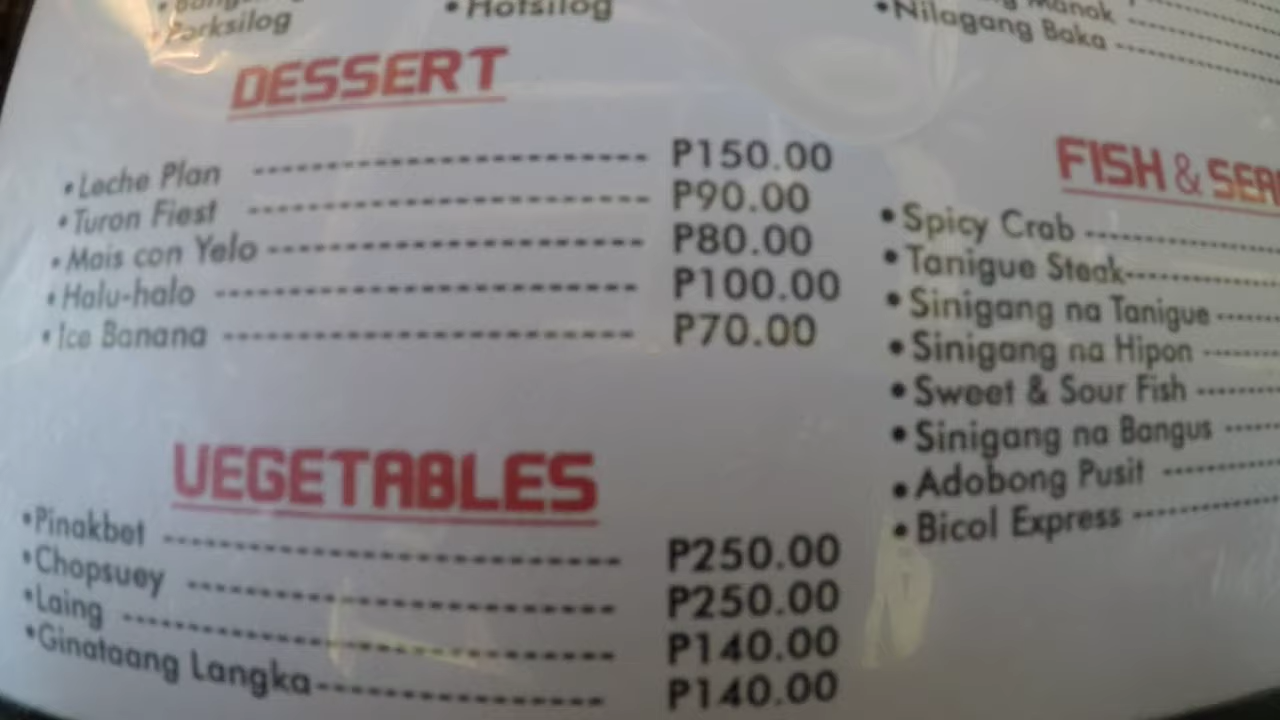 Porksilog
• Hotsilog
Manok
• Nilagang Baka
DESSERT
• Leche Plan P150.00
• Turon Fiest P90.00
• Mais con Yelo P80.00
• Halu-halo P100.00
• Ice Banana P70.00
VEGETABLES
• Pinakbet P250.00
• Chopsuey P250.00
• Laing P140.00
• Ginataang Langka P140.00
FISH & SEA
• Spicy Crab
• Tanigue Steak
• Sinigang na Tanigue
• Sinigang na Hipon
• Sweet & Sour Fish
• Sinigang na Bangus
• Adobong Pusit
• Bicol Express